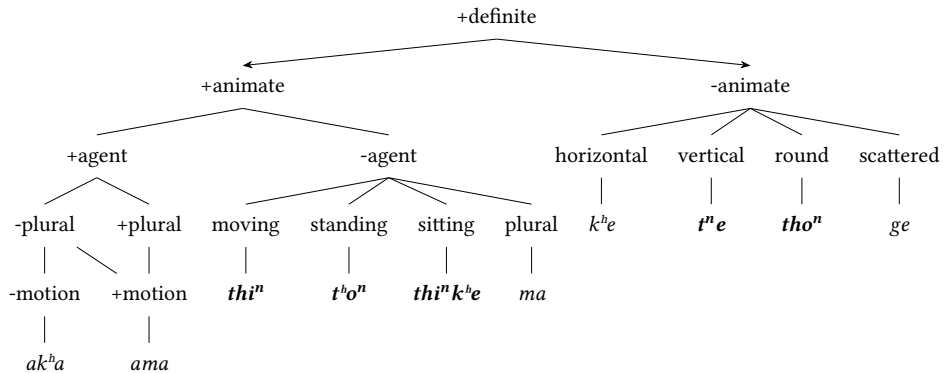 +definite
+animate -animate
+agent -agent horizontal vertical round scattered
-plural +plural moving standing sitting plural kʰe tⁿe thoⁿ ge
-motion +motion thiⁿ tʰoⁿ thiⁿkʰe ma
akʰa ama